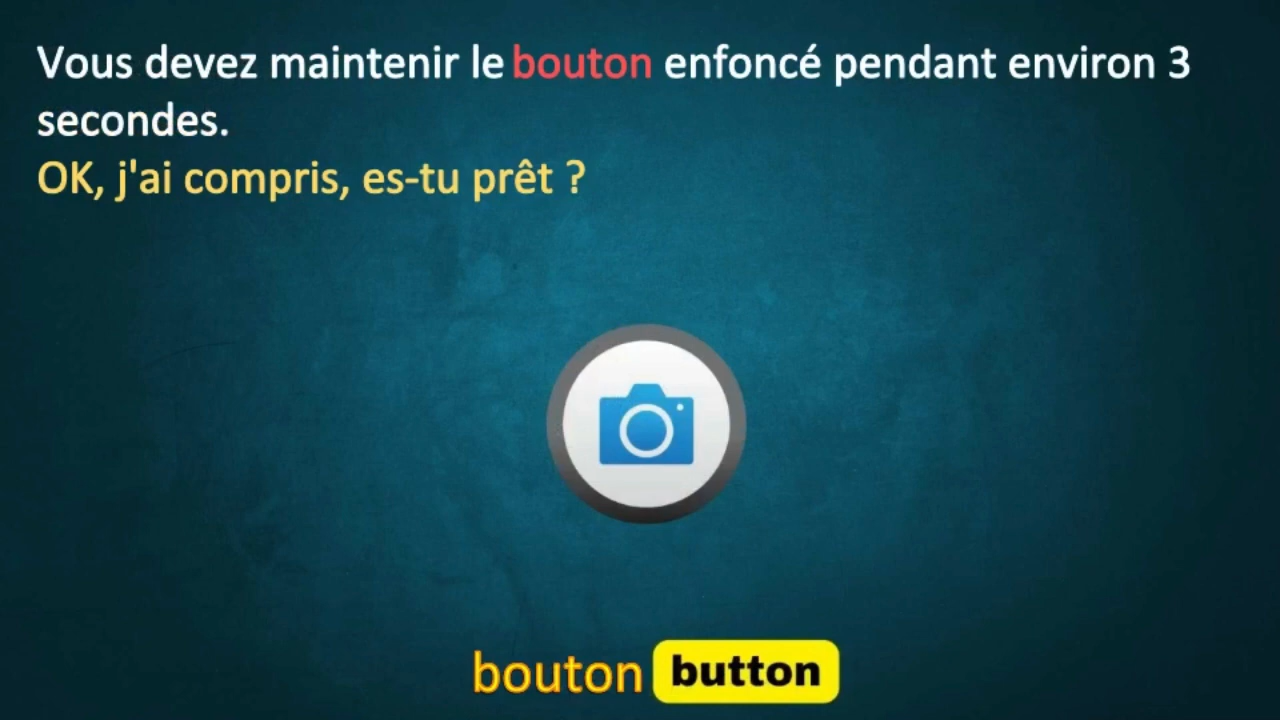 Vous devez maintenir le bouton enfoncé pendant environ 3
secondes.
OK, j'ai compris, es-tu prêt ?
bouton button